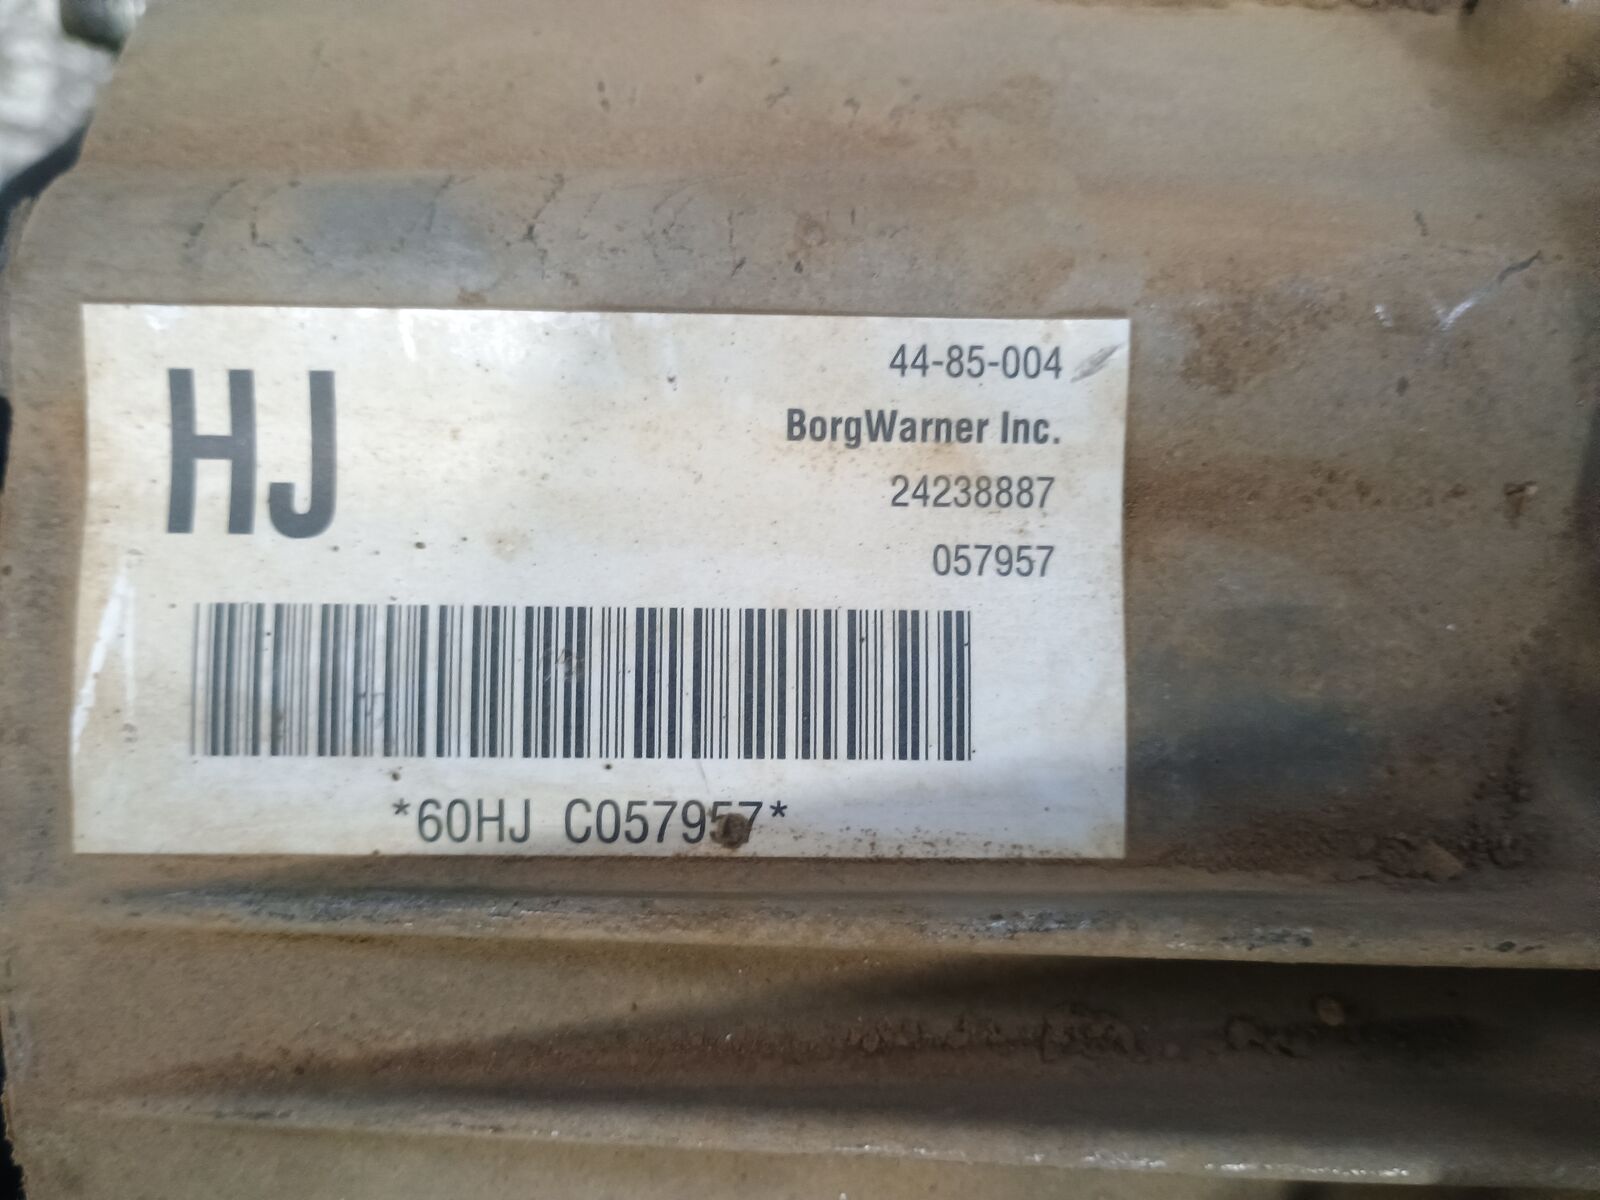 HJ
44-85-004
BorgWarner Inc.
24238887
057957
*60HJ C057957*